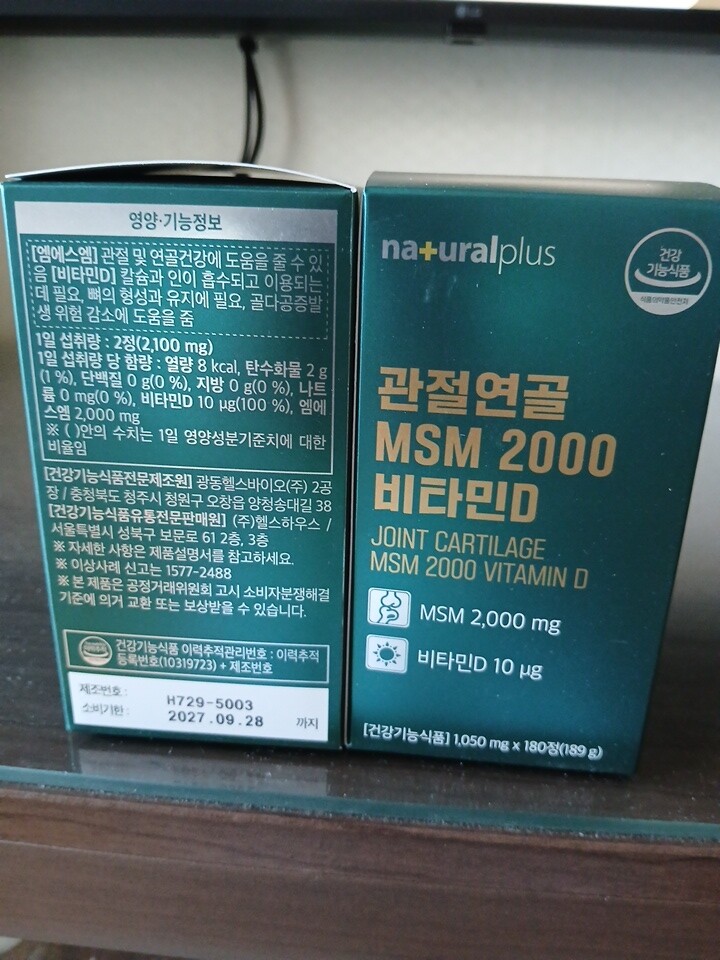 영양·기능정보
[엠에스엠] 관절 및 연골건강에 도움을 줄 수 있
음 [비타민D] 칼슘과 인이 흡수되고 이용되는
데 필요, 뼈의 형성과 유지에 필요, 골다공증발
생 위험 감소에 도움을 줌
1일 섭취량 : 2정(2,100 mg)
1일 섭취량 당 함량 : 열량 8 kcal, 탄수화물 2 g
(1 %), 단백질 0 g(0 %), 지방 0 g(0 %), 나트
륨 0 mg(0 %), 비타민D 10 µg(100 %), 엠에
스엠 2,000 mg
※ ( )안의 수치는 1일 영양성분기준치에 대한
비율임
[건강기능식품전문제조원] 광동헬스바이오(주) 2공
장 / 충청북도 청주시 청원구 오창읍 양청송대길 38
[건강기능식품유통전문판매원] (주)헬스하우스 /
서울특별시 성북구 보문로 61 2층, 3층
※ 자세한 사항은 제품설명서를 참고하세요.
※ 이상사례 신고는 1577-2488
※ 본 제품은 공정거래위원회 고시 소비자분쟁해결
기준에 의거 교환 또는 보상받을 수 있습니다.
건강기능식품 이력추적관리번호 : 이력추적
등록번호(10319723) + 제조번호
제조번호 : H729-5003
소비기한 : 2027.09.28 까지
na+uralplus
건강
기능식품
식품의약품안전처
관절연골
MSM 2000
비타민D
JOINT CARTILAGE
MSM 2000 VITAMIN D
MSM 2,000 mg
비타민D 10 µg
[건강기능식품] 1,050 mg x 180정(189 g)